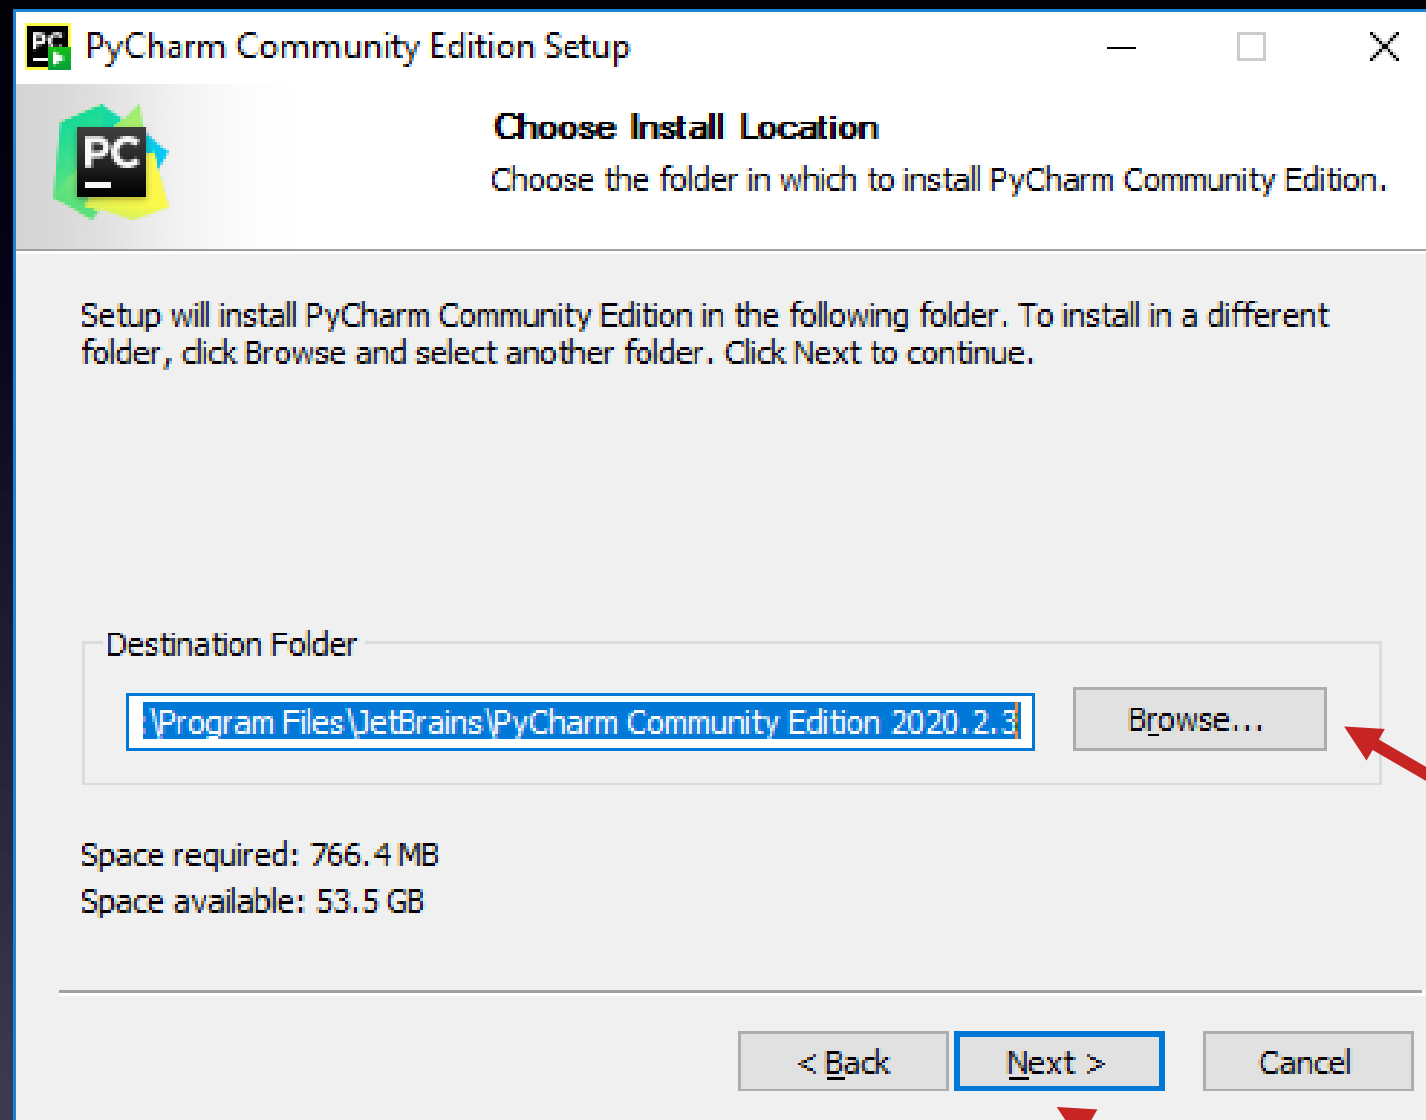 PC
PyCharm Community Edition Setup
PC
Choose Install Location
Choose the folder in which to install PyCharm Community Edition.
Setup will install PyCharm Community Edition in the following folder. To install in a different
folder, click Browse and select another folder. Click Next to continue.
Destination Folder
:\Program Files\JetBrains\PyCharm Community Edition 2020.2.3
Browse...
Space required: 766.4 MB
Space available: 53.5 GB
< Back
Next >
Cancel